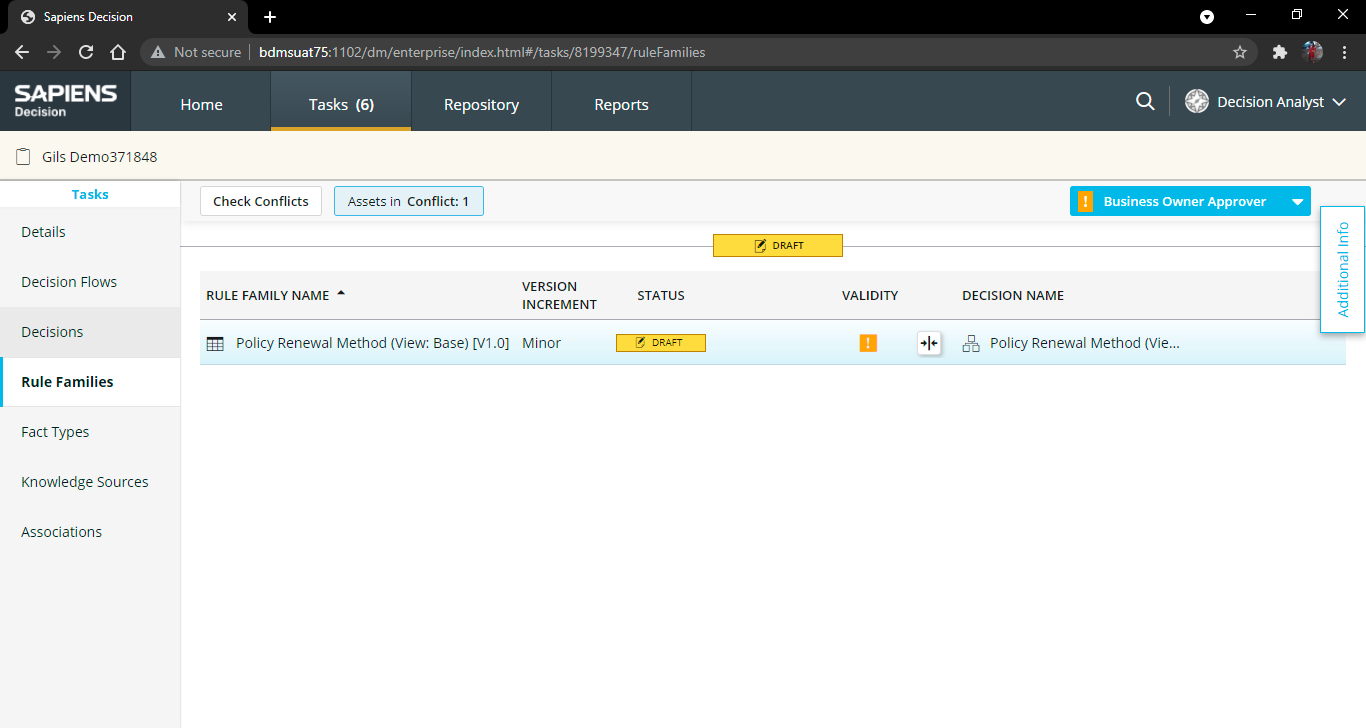 Sapiens Decision
Not secure bdmsuat75:1102/dm/enterprise/index.html#/tasks/8199347/ruleFamilies
SAPIENS
Decision
Home
Tasks (6)
Repository
Reports
Decision Analyst
Gils Demo371848
Tasks
Details
Decision Flows
Decisions
Rule Families
Fact Types
Knowledge Sources
Associations
Check Conflicts
Assets in Conflict: 1
! Business Owner Approver
Additional Info
DRAFT
RULE FAMILY NAME
VERSION
INCREMENT
STATUS
VALIDITY
DECISION NAME
Policy Renewal Method (View: Base) [V1.0]
Minor
DRAFT
!
Policy Renewal Method (Vie...